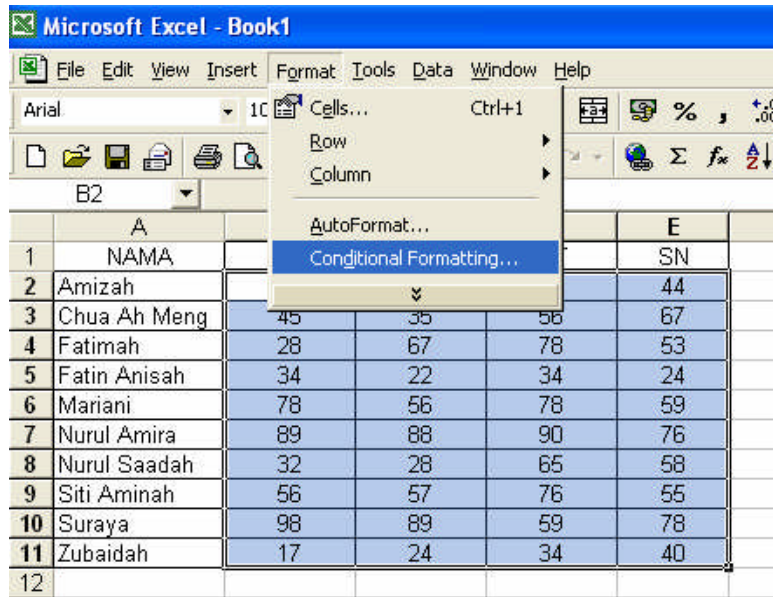 Microsoft Excel - Book1
File Edit View Insert Format Tools Data Window Help
Arial 10 Cells... Ctrl+1 %
Row
Column
B2
AutoFormat...
Conditional Formatting...
A E
1 NAMA SN
2 Amizah 44
3 Chua Ah Meng 45 35 56 67
4 Fatimah 28 67 78 53
5 Fatin Anisah 34 22 34 24
6 Mariani 78 56 78 59
7 Nurul Amira 89 88 90 76
8 Nurul Saadah 32 28 65 58
9 Siti Aminah 56 57 76 55
10 Suraya 98 89 59 78
11 Zubaidah 17 24 34 40
12